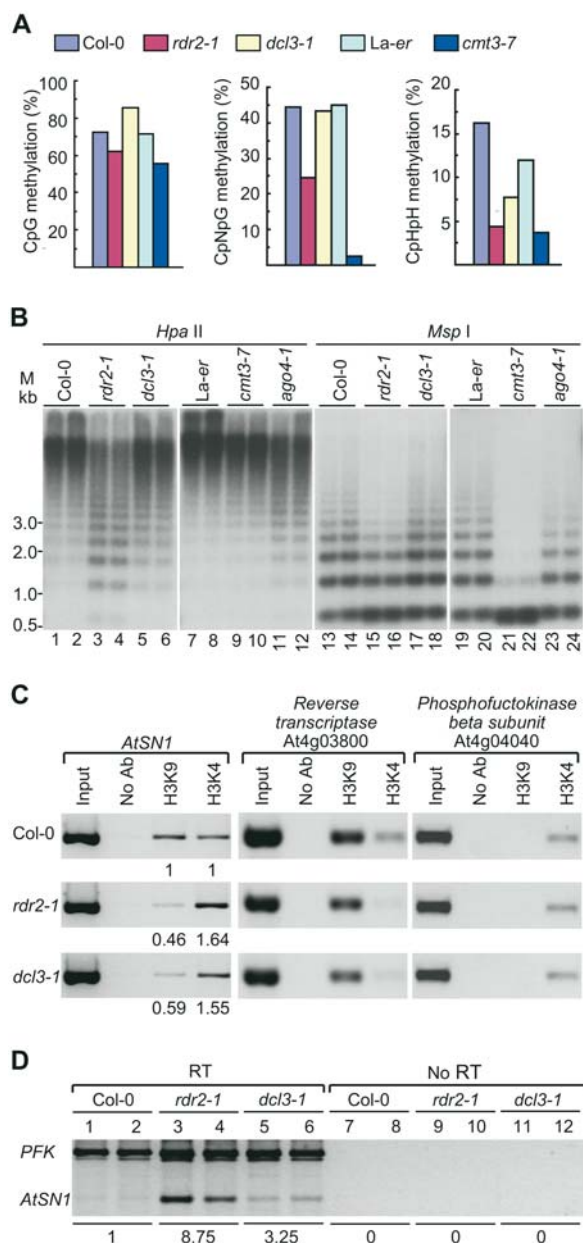 A
Col-0 rdr2-1 dcl3-1 La-er cmt3-7
CpG methylation (%)
100
80
60
40
20
CpNpG methylation (%)
50
40
30
20
10
CpHpH methylation (%)
20
15
10
5
B
Hpa II Msp I
M
kb
Col-0 rdr2-1 dcl3-1 La-er cmt3-7 ago4-1 Col-0 rdr2-1 dcl3-1 La-er cmt3-7 ago4-1
3.0
2.0
1.0
0.5
1 2 3 4 5 6 7 8 9 10 11 12 13 14 15 16 17 18 19 20 21 22 23 24
C
AtSN1
Reverse
transcriptase
At4g03800
Phosphofuctokinase
beta subunit
At4g04040
Input No Ab H3K9 H3K4 Input No Ab H3K9 H3K4 Input No Ab H3K9 H3K4
Col-0
1 1
rdr2-1
0.46 1.64
dcl3-1
0.59 1.55
D
RT No RT
Col-0 rdr2-1 dcl3-1 Col-0 rdr2-1 dcl3-1
1 2 3 4 5 6 7 8 9 10 11 12
PFK
AtSN1
1 8.75 3.25 0 0 0